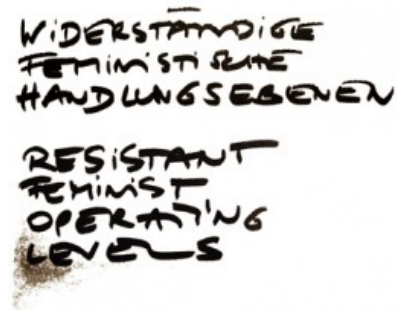 WIDERSTÄNDIGE
FEMINISTISCHE
HANDLUNGSEBENEN
RESISTANT
FEMINIST
OPERATING
LEVELS